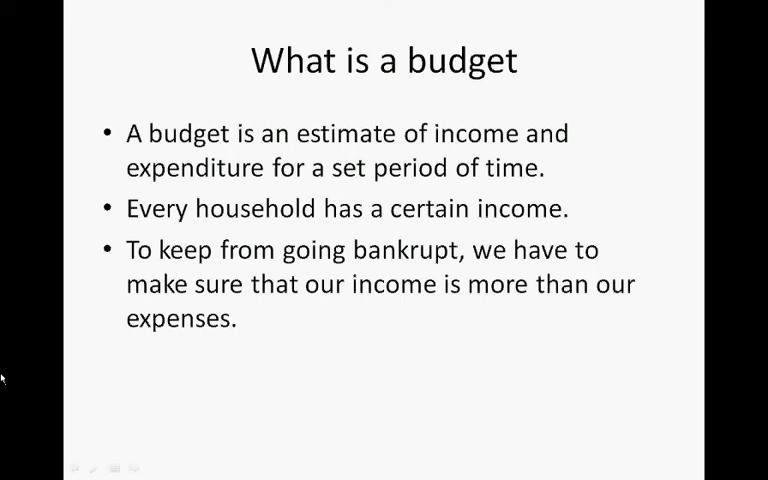 What is a budget
• A budget is an estimate of income and
expenditure for a set period of time.
• Every household has a certain income.
• To keep from going bankrupt, we have to
make sure that our income is more than our
expenses.